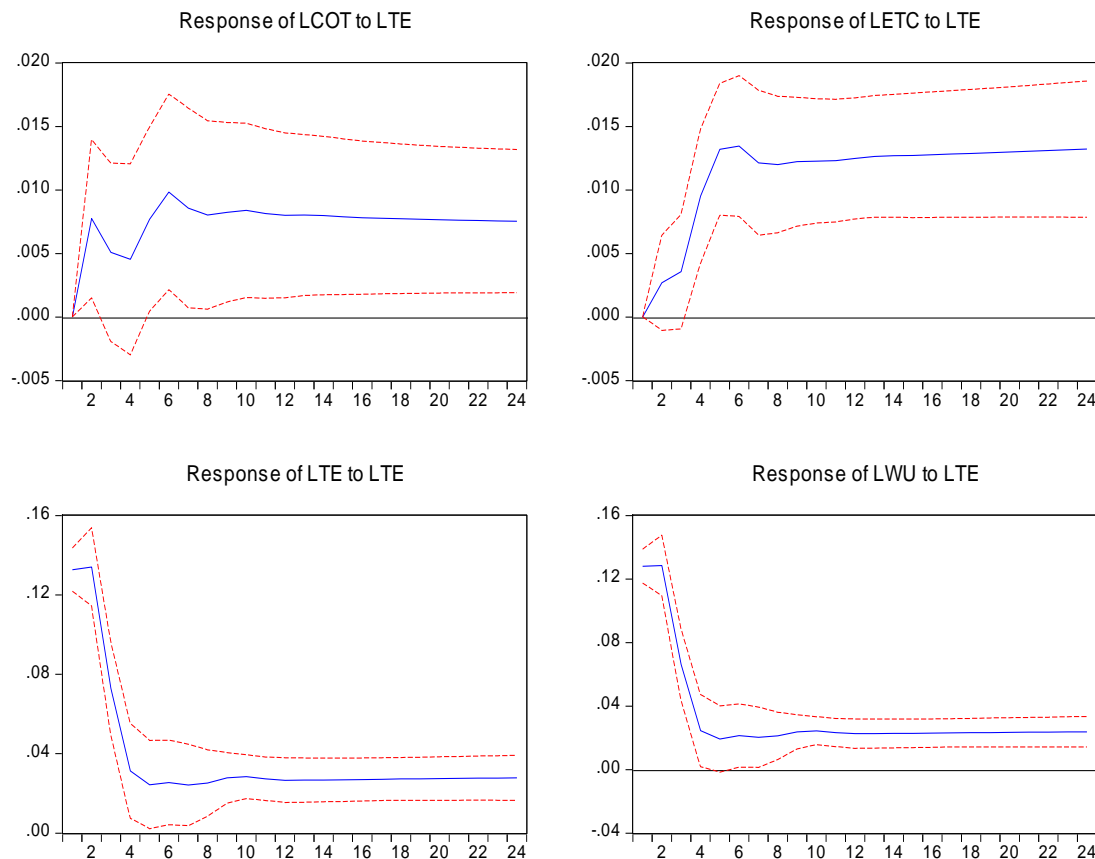 Response of LCOT to LTE
.020
.015
.010
.005
.000
-.005
2 4 6 8 10 12 14 16 18 20 22 24
Response of LETC to LTE
.020
.015
.010
.005
.000
-.005
2 4 6 8 10 12 14 16 18 20 22 24
Response of LTE to LTE
.16
.12
.08
.04
.00
2 4 6 8 10 12 14 16 18 20 22 24
Response of LWU to LTE
.16
.12
.08
.04
.00
-.04
2 4 6 8 10 12 14 16 18 20 22 24